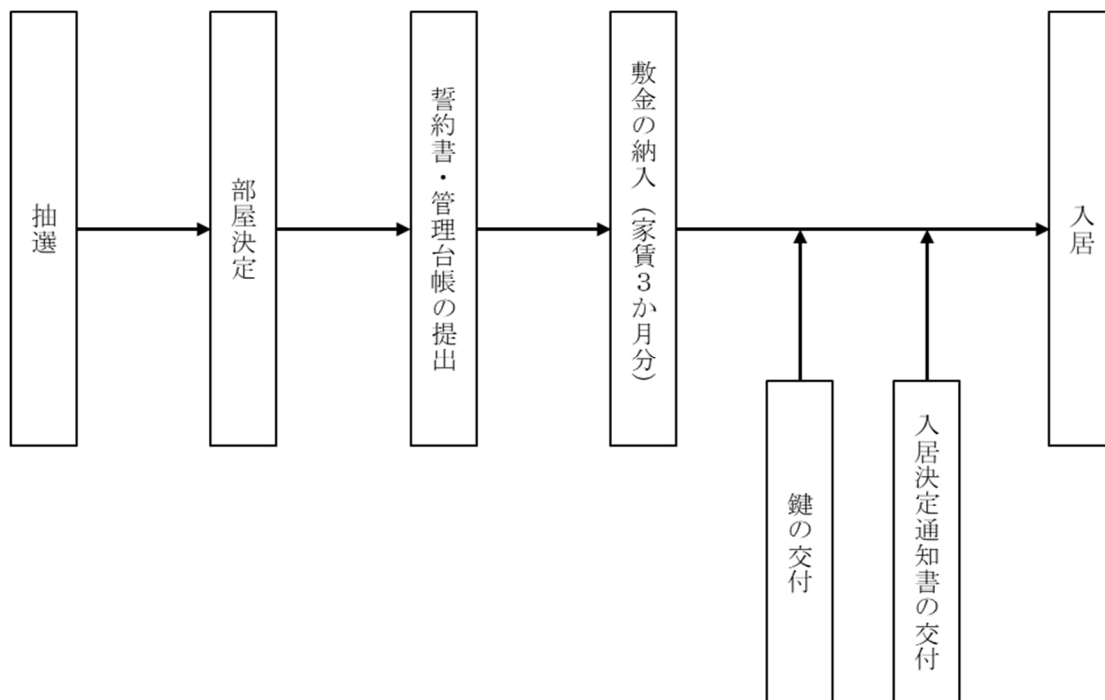 抽選
部屋決定
誓約書・管理台帳の提出
敷金の納入（家賃３か月分）
鍵の交付
入居決定通知書の交付
入居